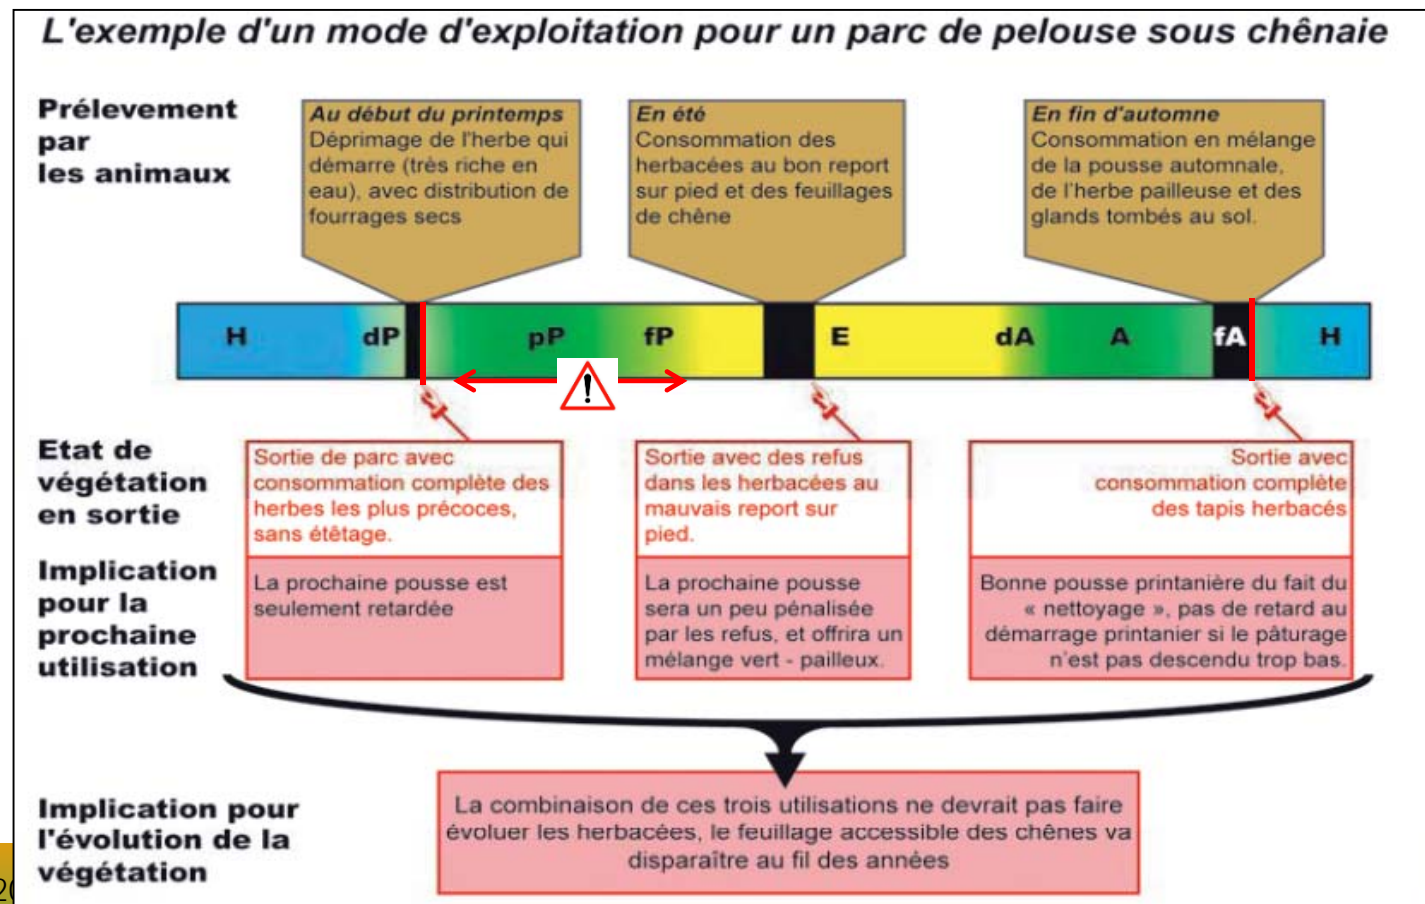 L'exemple d'un mode d'exploitation pour un parc de pelouse sous chênaie
Prélevement
par
les animaux
Au début du printemps
Déprimage de l'herbe qui
démarre (très riche en
eau), avec distribution de
fourrages secs
En été
Consommation des
herbacées au bon report
sur pied et des feuillages
de chêne
En fin d'automne
Consommation en mélange
de la pousse automnale,
de l'herbe pailleuse et des
glands tombés au sol.
H dP pP fP E dA A fA H
!
Etat de
végétation
en sortie
Sortie de parc avec
consommation complète des
herbes les plus précoces,
sans étêtage.
Sortie avec des refus
dans les herbacées au
mauvais report sur
pied.
Sortie avec
consommation complète
des tapis herbacés
Implication
pour la
prochaine
utilisation
La prochaine pousse est
seulement retardée
La prochaine pousse
sera un peu pénalisée
par les refus, et offrira un
mélange vert - pailleux.
Bonne pousse printanière du fait du
« nettoyage », pas de retard au
démarrage printanier si le pâturage
n'est pas descendu trop bas.
Implication pour
l'évolution de la
végétation
La combinaison de ces trois utilisations ne devrait pas faire
évoluer les herbacées, le feuillage accessible des chênes va
disparaître au fil des années